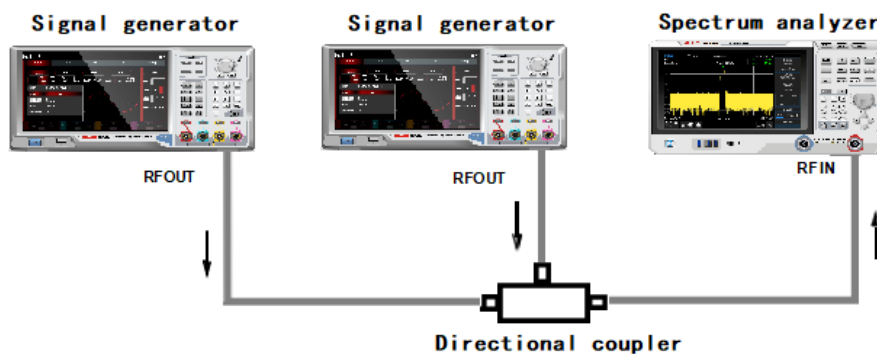 Signal generator
Signal generator
Spectrum analyzer
RFOUT
RFOUT
RFIN
Directional coupler